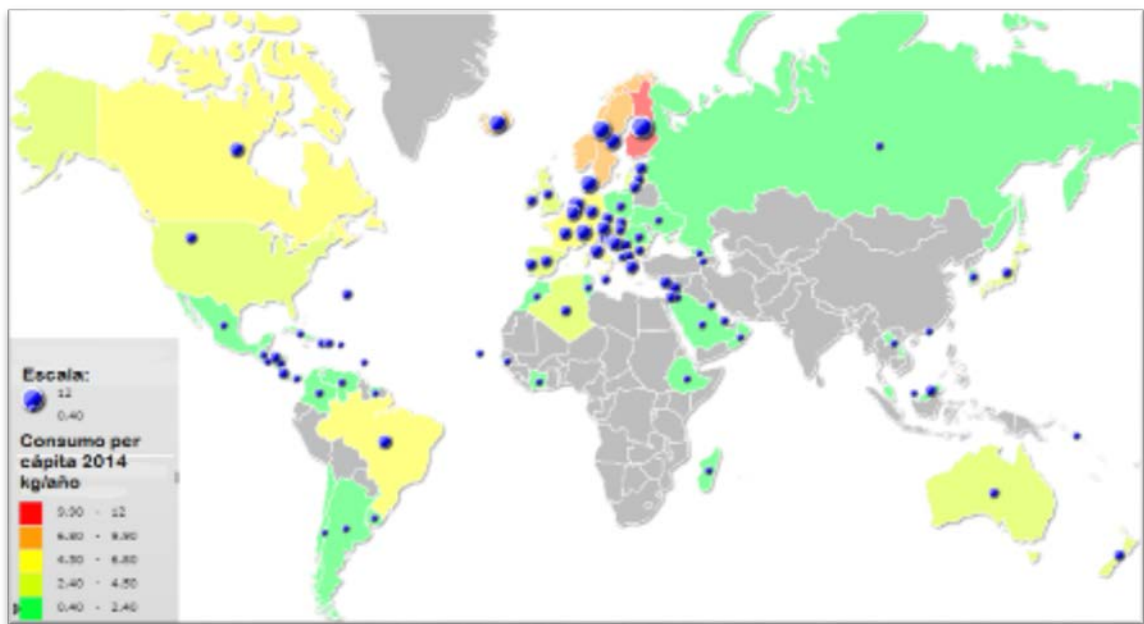 Escala:
12
0.40
Consumo per
cápita 2014
kg/año
9.90 - 12
6.80 - 9.90
4.50 - 6.80
2.40 - 4.50
0.40 - 2.40